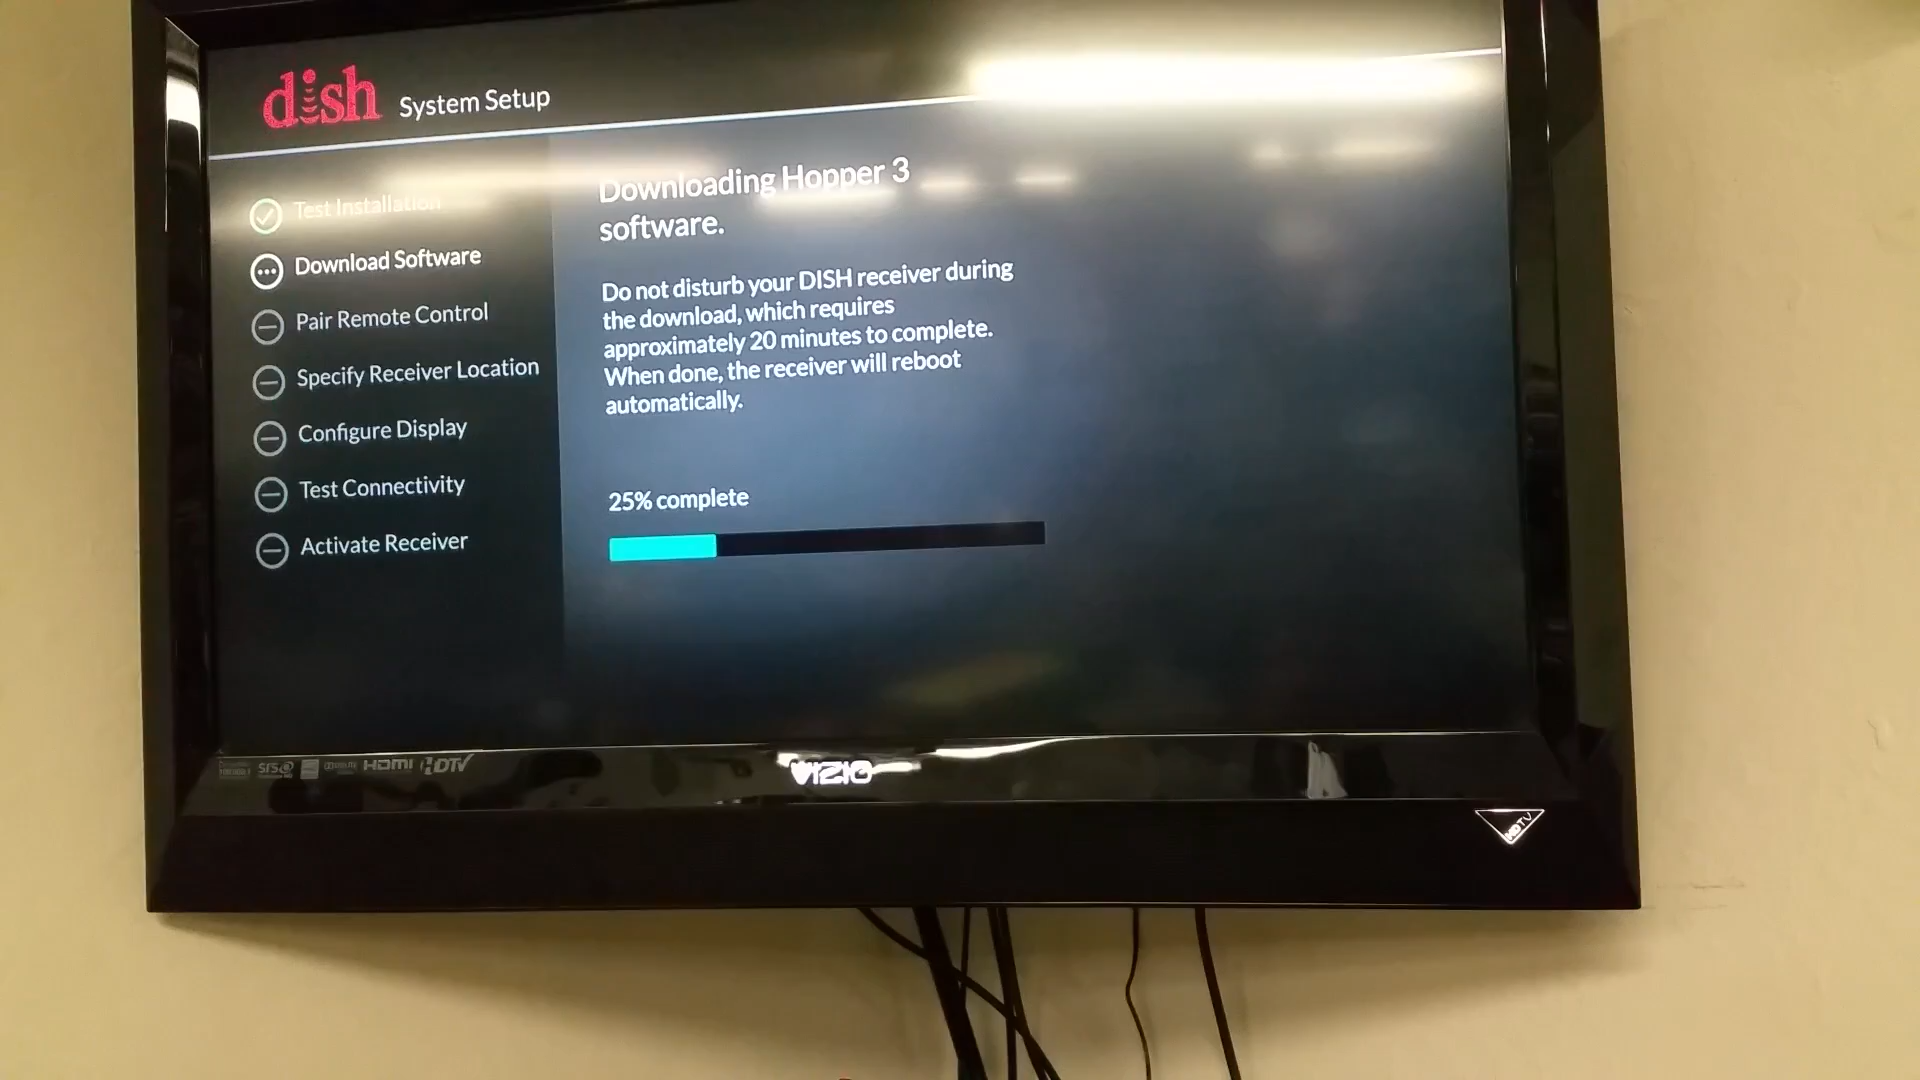 dish System Setup
Test Installation
Download Software
Pair Remote Control
Specify Receiver Location
Configure Display
Test Connectivity
Activate Receiver
Downloading Hopper 3
software.
Do not disturb your DISH receiver during
the download, which requires
approximately 20 minutes to complete.
When done, the receiver will reboot
automatically.
25% complete
SRS HDMI HDTV
VIZIO
HDTV